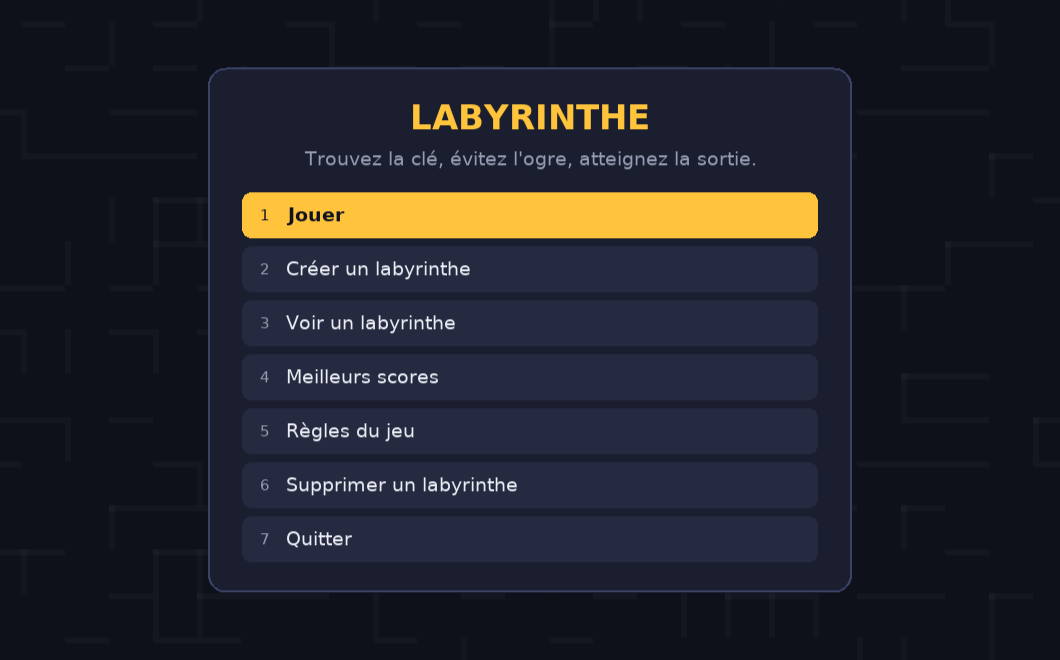 LABYRINTHE
Trouvez la clé, évitez l'ogre, atteignez la sortie.
1 Jouer
2 Créer un labyrinthe
3 Voir un labyrinthe
4 Meilleurs scores
5 Règles du jeu
6 Supprimer un labyrinthe
7 Quitter